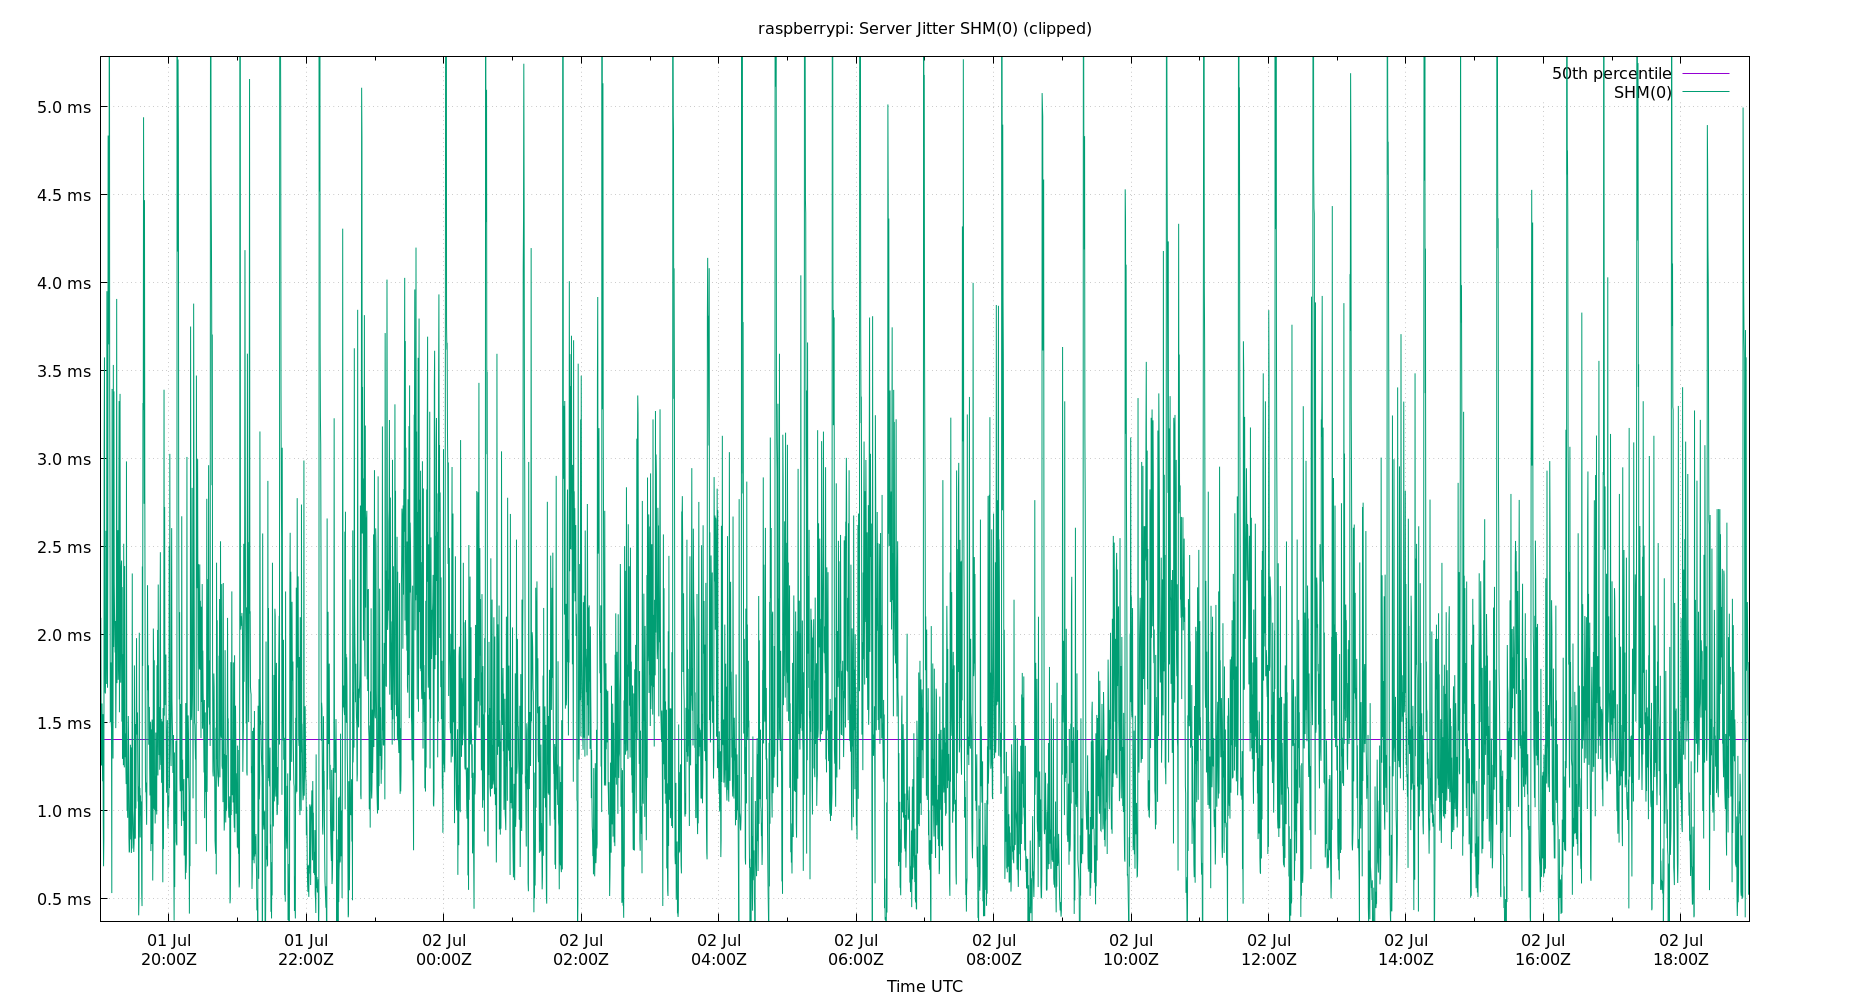 raspberrypi: Server Jitter SHM(0) (clipped)
50th percentile
SHM(0)
5.0 ms
4.5 ms
4.0 ms
3.5 ms
3.0 ms
2.5 ms
2.0 ms
1.5 ms
1.0 ms
0.5 ms
01 Jul 01 Jul 02 Jul 02 Jul 02 Jul 02 Jul 02 Jul 02 Jul 02 Jul 02 Jul 02 Jul 02 Jul
20:00Z 22:00Z 00:00Z 02:00Z 04:00Z 06:00Z 08:00Z 10:00Z 12:00Z 14:00Z 16:00Z 18:00Z
Time UTC